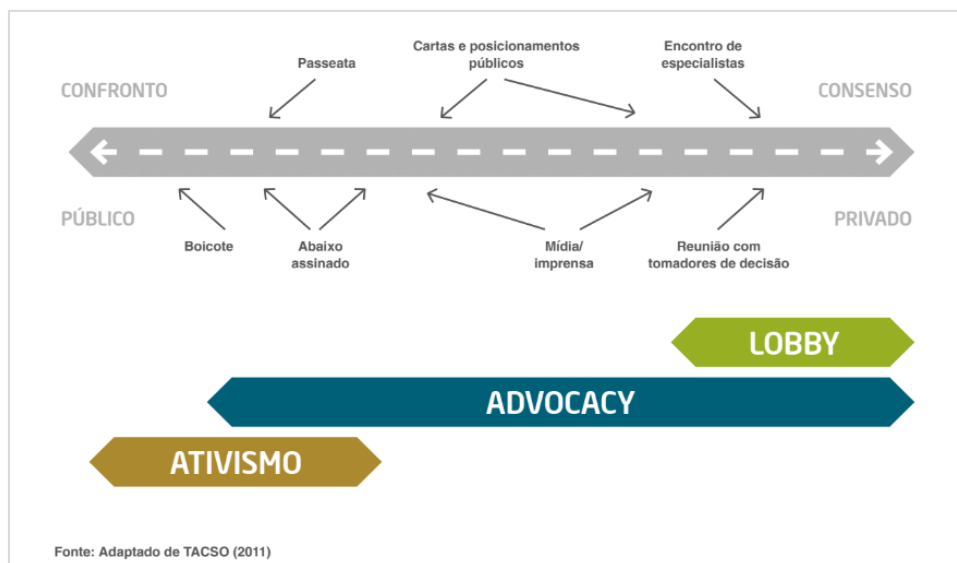 Cartas e posicionamentos
públicos
Encontro de
especialistas
Passeata
CONFRONTO
CONSENSO
PÚBLICO
PRIVADO
Boicote
Abaixo
assinado
Mídia/
imprensa
Reunião com
tomadores de decisão
LOBBY
ADVOCACY
ATIVISMO
Fonte: Adaptado de TACSO (2011)